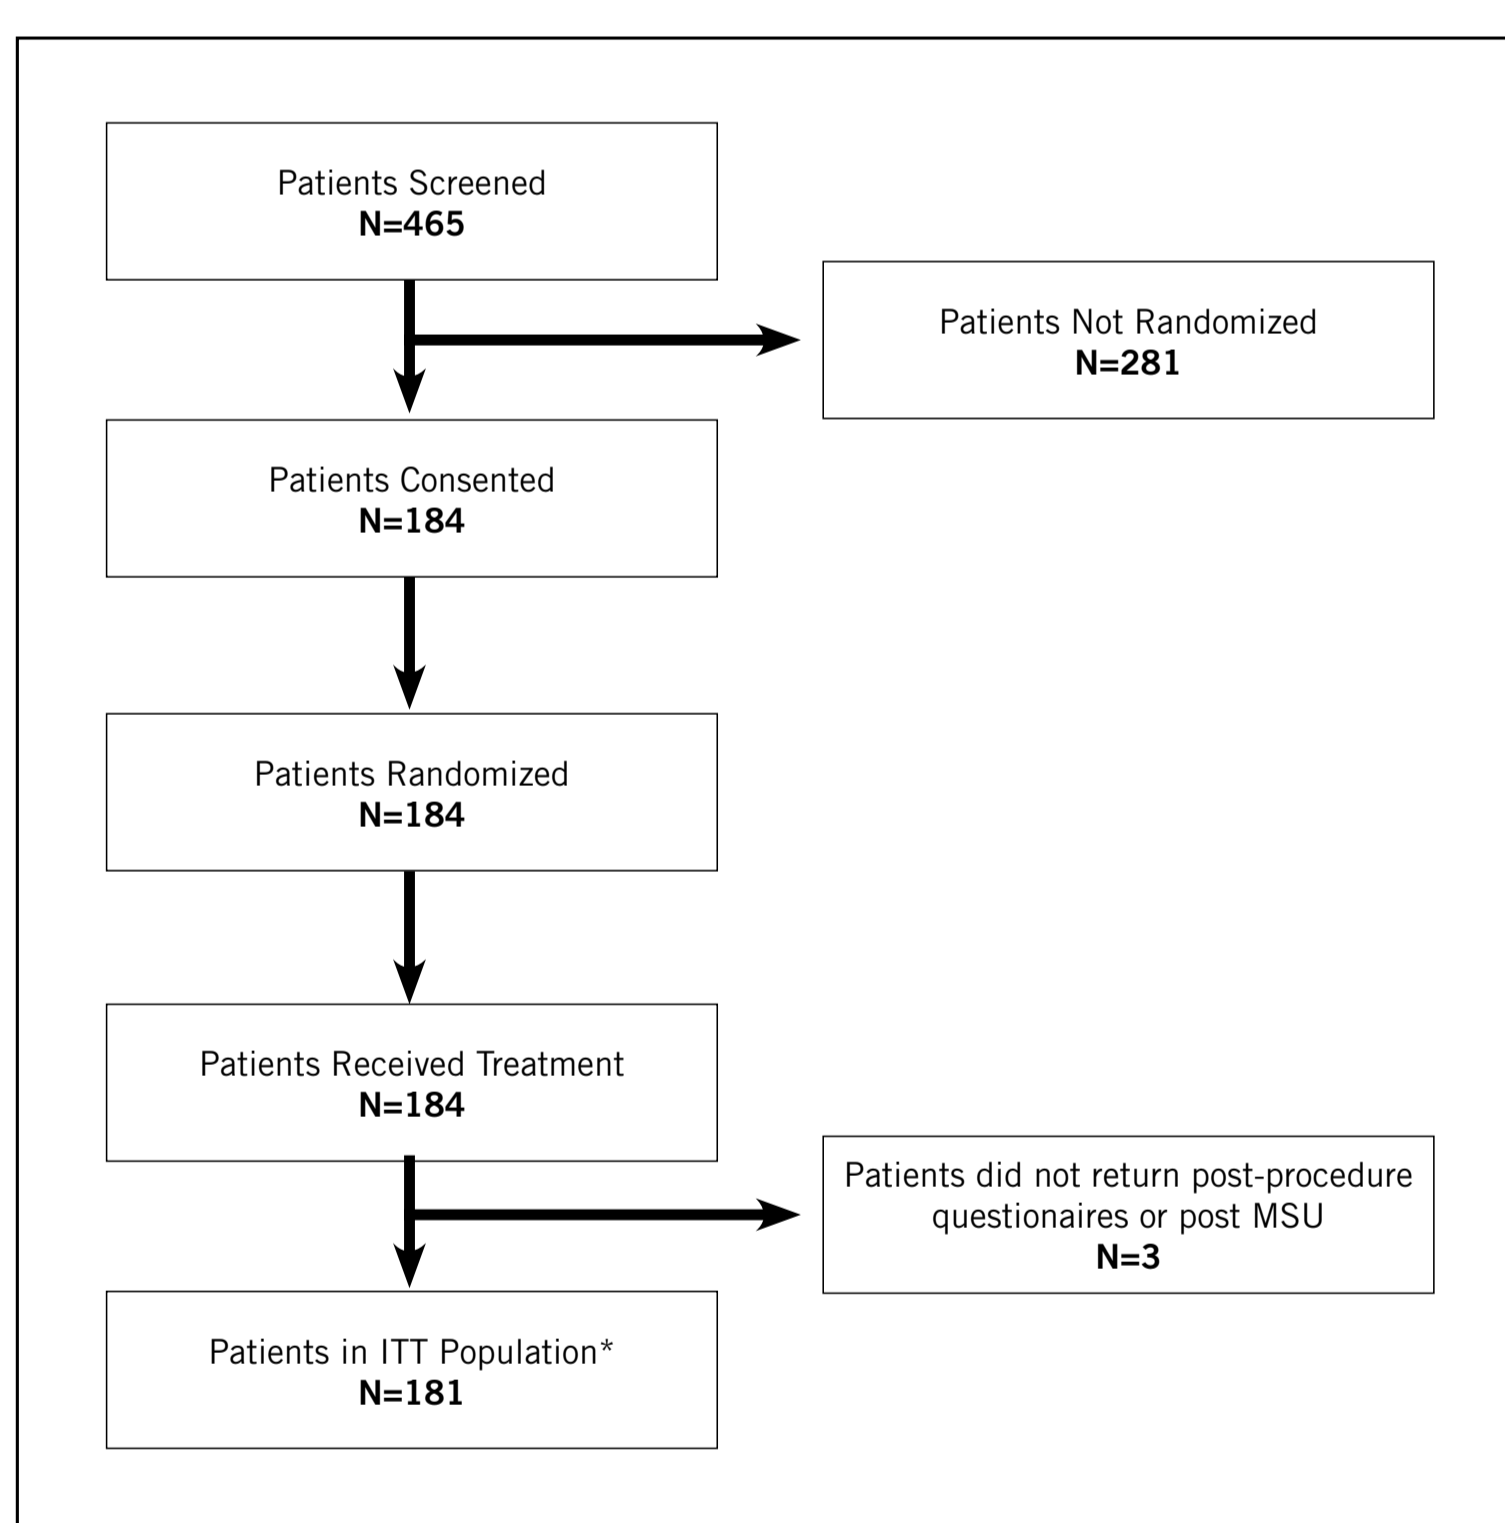 Patients Screened
N=465
Patients Not Randomized
N=281
Patients Consented
N=184
Patients Randomized
N=184
Patients Received Treatment
N=184
Patients did not return post-procedure
questionaires or post MSU
N=3
Patients in ITT Population*
N=181